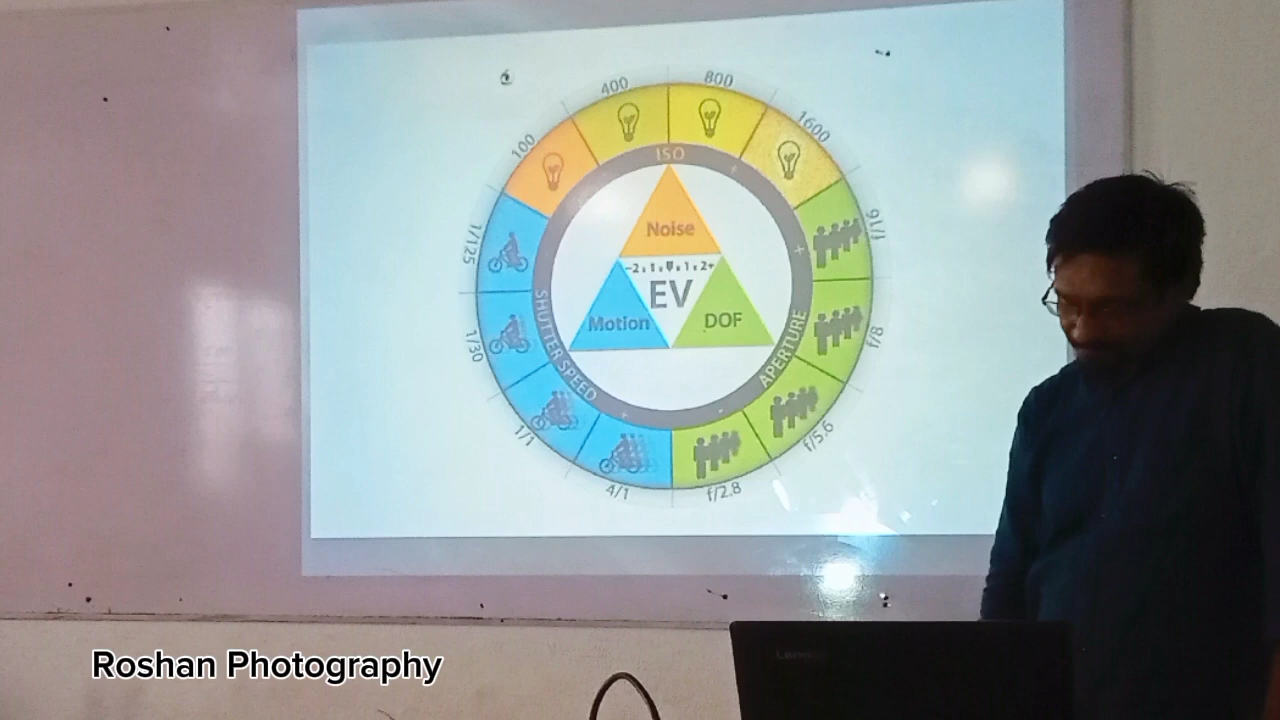 400
800
100
1600
ISO
1/125
f/16
Noise
-2.1.0.1.2+
EV
Motion
DOF
1/30
f/8
SHUTTER SPEED
APERTURE
1/1
f/5.6
4/1
f/2.8
Roshan Photography
Lenovo